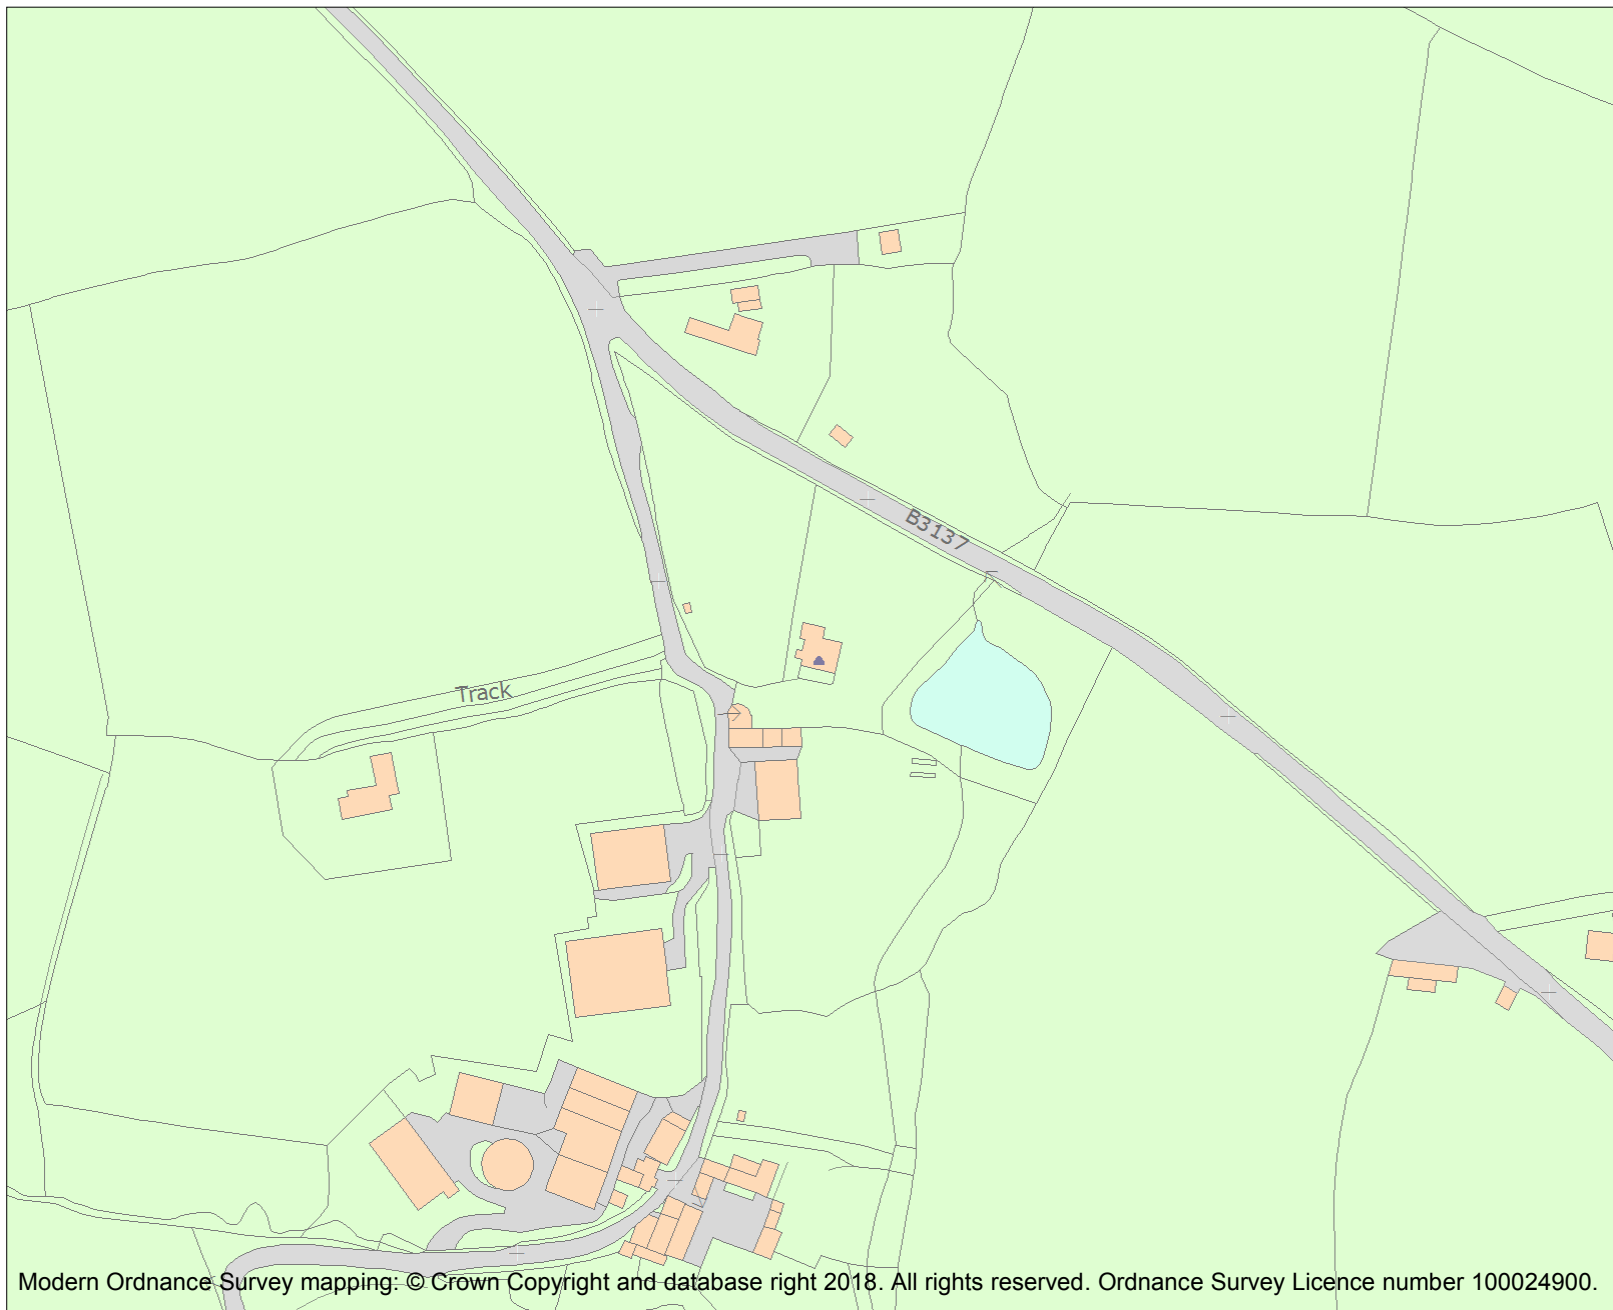 B3137
Track
Modern Ordnance Survey mapping: © Crown Copyright and database right 2018. All rights reserved. Ordnance Survey Licence number 100024900.